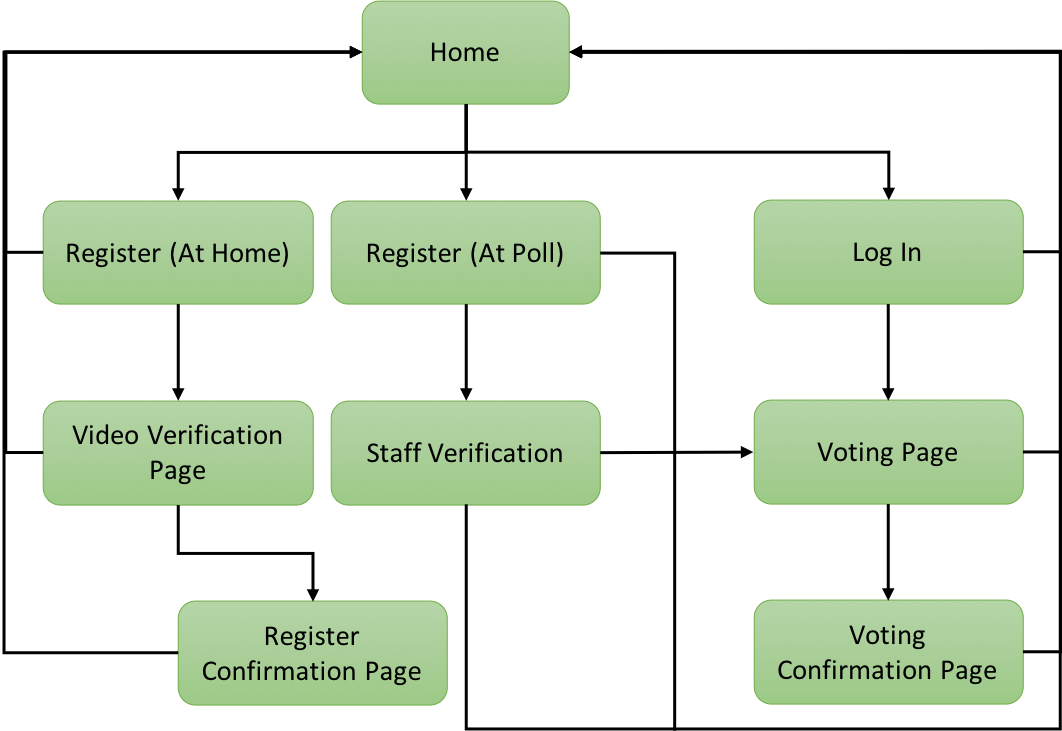 Home
Register (At Home)
Register (At Poll)
Log In
Video Verification
Page
Staff Verification
Voting Page
Register
Confirmation Page
Voting
Confirmation Page